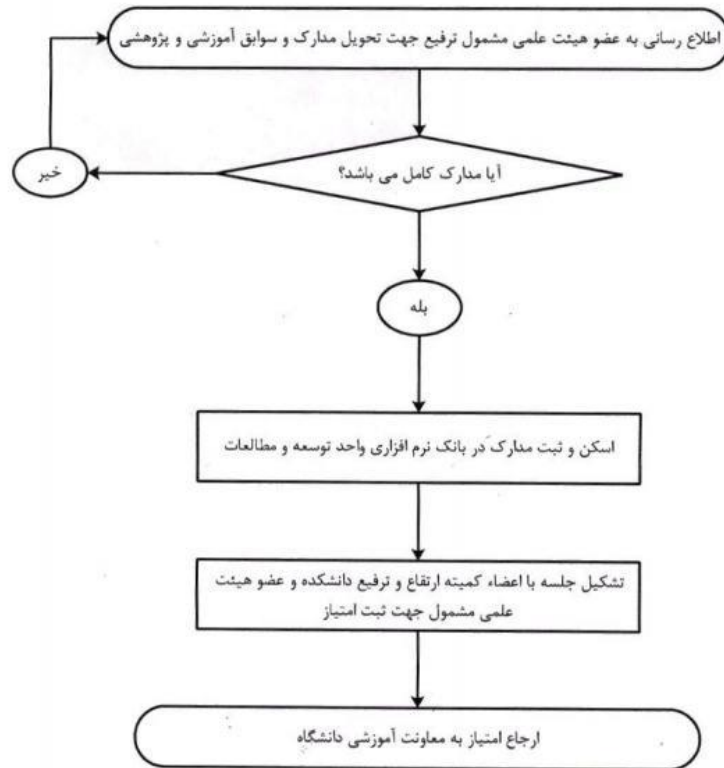 اطلاع رسانی به عضو هیئت علمی مشمول ترفیع جهت تحویل مدارک و سوابق آموزشی و پژوهشی
آیا مدارک کامل می باشد؟
خیر
بله
اسکن و ثبت مدارک در بانک نرم افزاری واحد توسعه و مطالعات
تشکیل جلسه با اعضاء کمیته ارتقاع و ترفیع دانشکده و عضو هیئت
علمی مشمول جهت ثبت امتیاز
ارجاع امتیاز به معاونت آموزشی دانشگاه